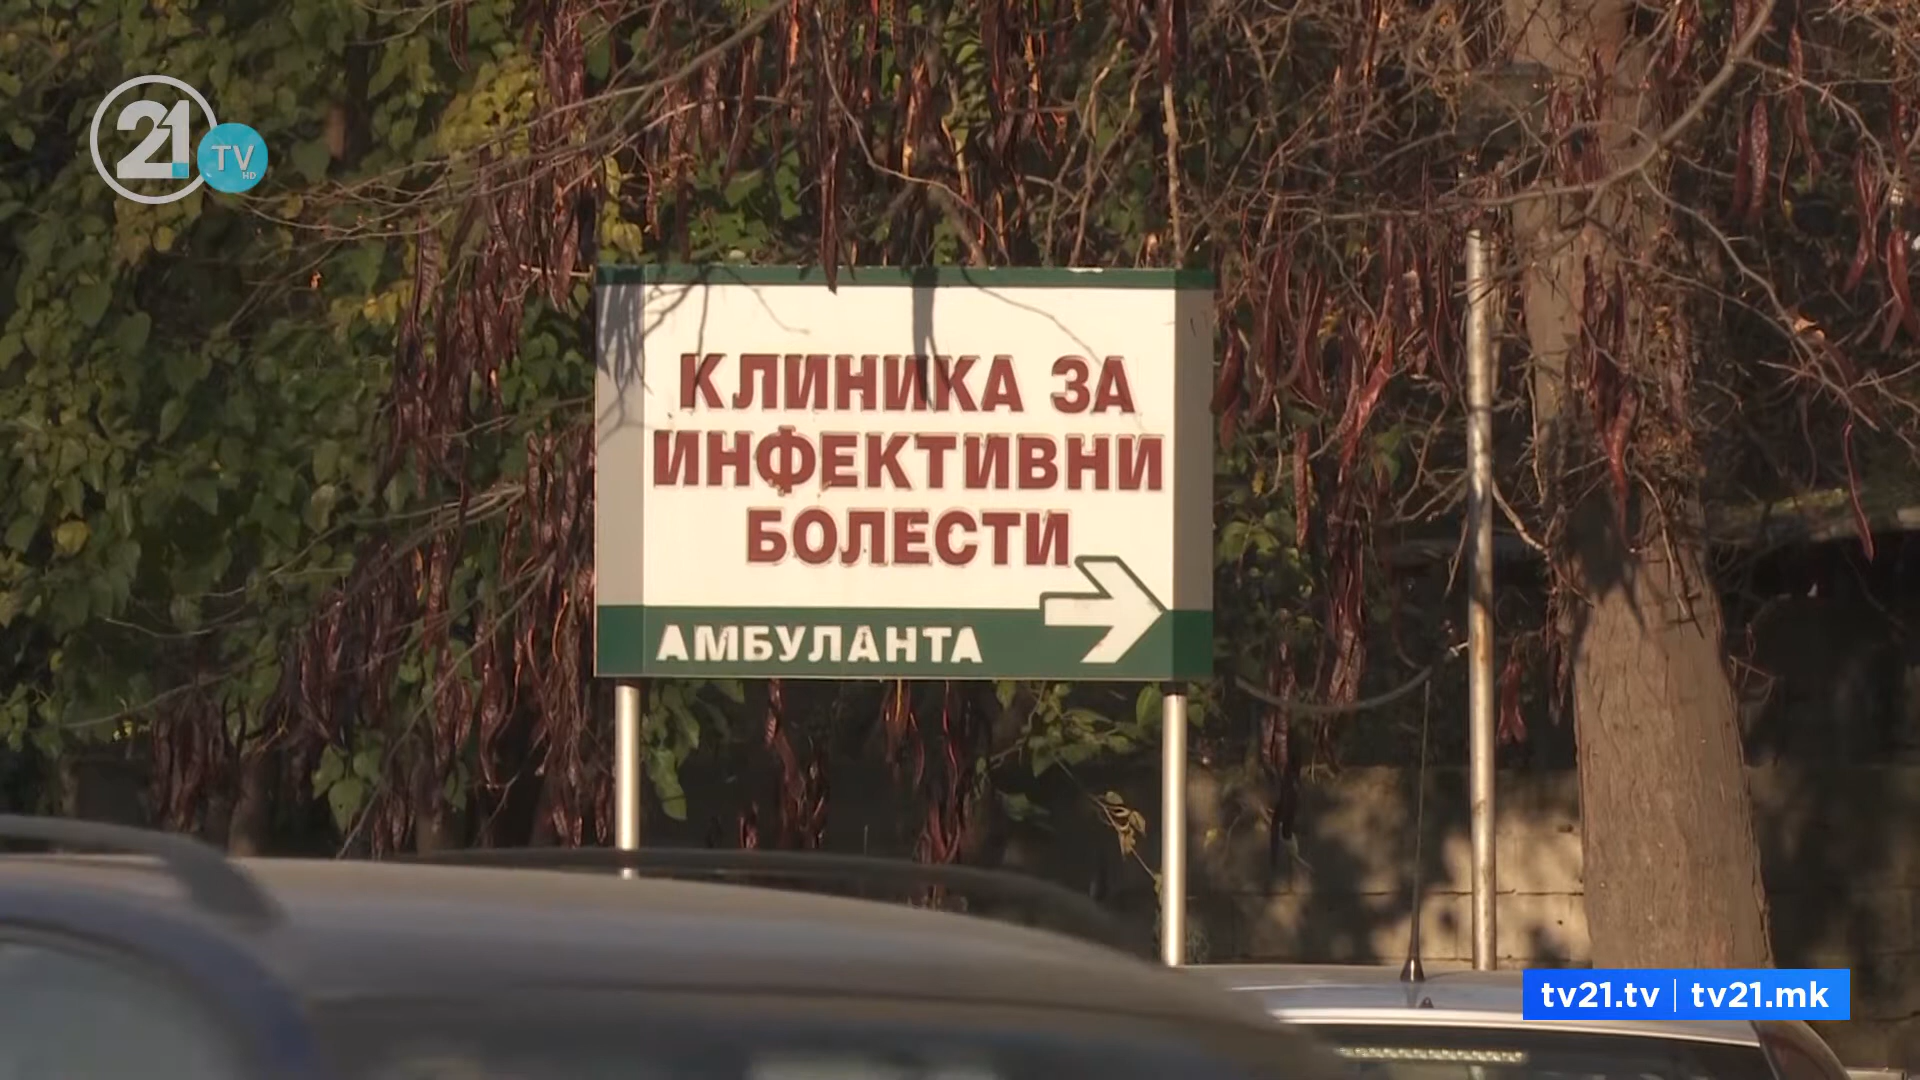 21 TV HD
КЛИНИКА ЗА
ИНФЕКТИВНИ
БОЛЕСТИ
АМБУЛАНТА
tv21.tv | tv21.mk